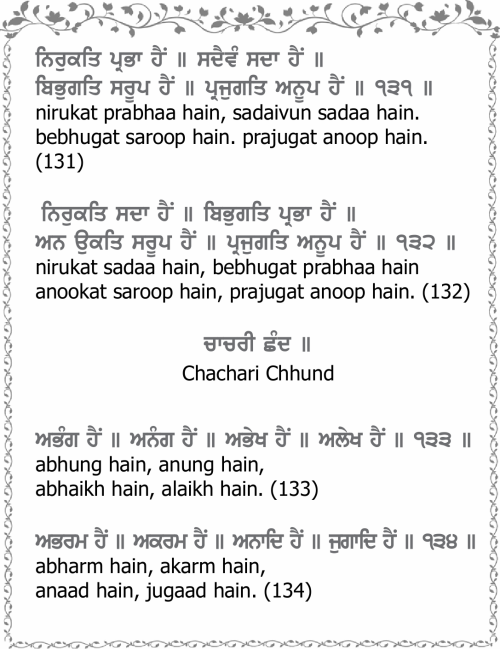 ਨਿਰੁਕਤਿ ਪ੍ਰਭਾ ਹੈਂ ॥ ਸਦੈਵੰ ਸਦਾ ਹੈਂ ॥
ਬਿਭੁਗਤਿ ਸਰੂਪ ਹੈਂ ॥ ਪ੍ਰਜੁਗਤਿ ਅਨੂਪ ਹੈਂ ॥ ੧੩੧ ॥
nirukat prabhaa hain, sadaivun sadaa hain.
bebhugat saroop hain. prajugat anoop hain.
(131)
ਨਿਰੁਕਤਿ ਸਦਾ ਹੈਂ ॥ ਬਿਭੁਗਤਿ ਪ੍ਰਭਾ ਹੈਂ ॥
ਅਨ ਉਕਤਿ ਸਰੂਪ ਹੈਂ ॥ ਪ੍ਰਜੁਗਤਿ ਅਨੂਪ ਹੈਂ ॥ ੧੩੨ ॥
nirukat sadaa hain, bebhugat prabhaa hain
anookat saroop hain, prajugat anoop hain. (132)
ਚਾਚਰੀ ਛੰਦ ॥
Chachari Chhund
ਅਭੰਗ ਹੈਂ ॥ ਅਨੰਗ ਹੈਂ ॥ ਅਭੇਖ ਹੈਂ ॥ ਅਲੇਖ ਹੈਂ ॥ ੧੩੩ ॥
abhung hain, anung hain,
abhaikh hain, alaikh hain. (133)
ਅਭਰਮ ਹੈਂ ॥ ਅਕਰਮ ਹੈਂ ॥ ਅਨਾਦਿ ਹੈਂ ॥ ਜੁਗਾਦਿ ਹੈਂ ॥ ੧੩੪ ॥
abharm hain, akarm hain,
anaad hain, jugaad hain. (134)